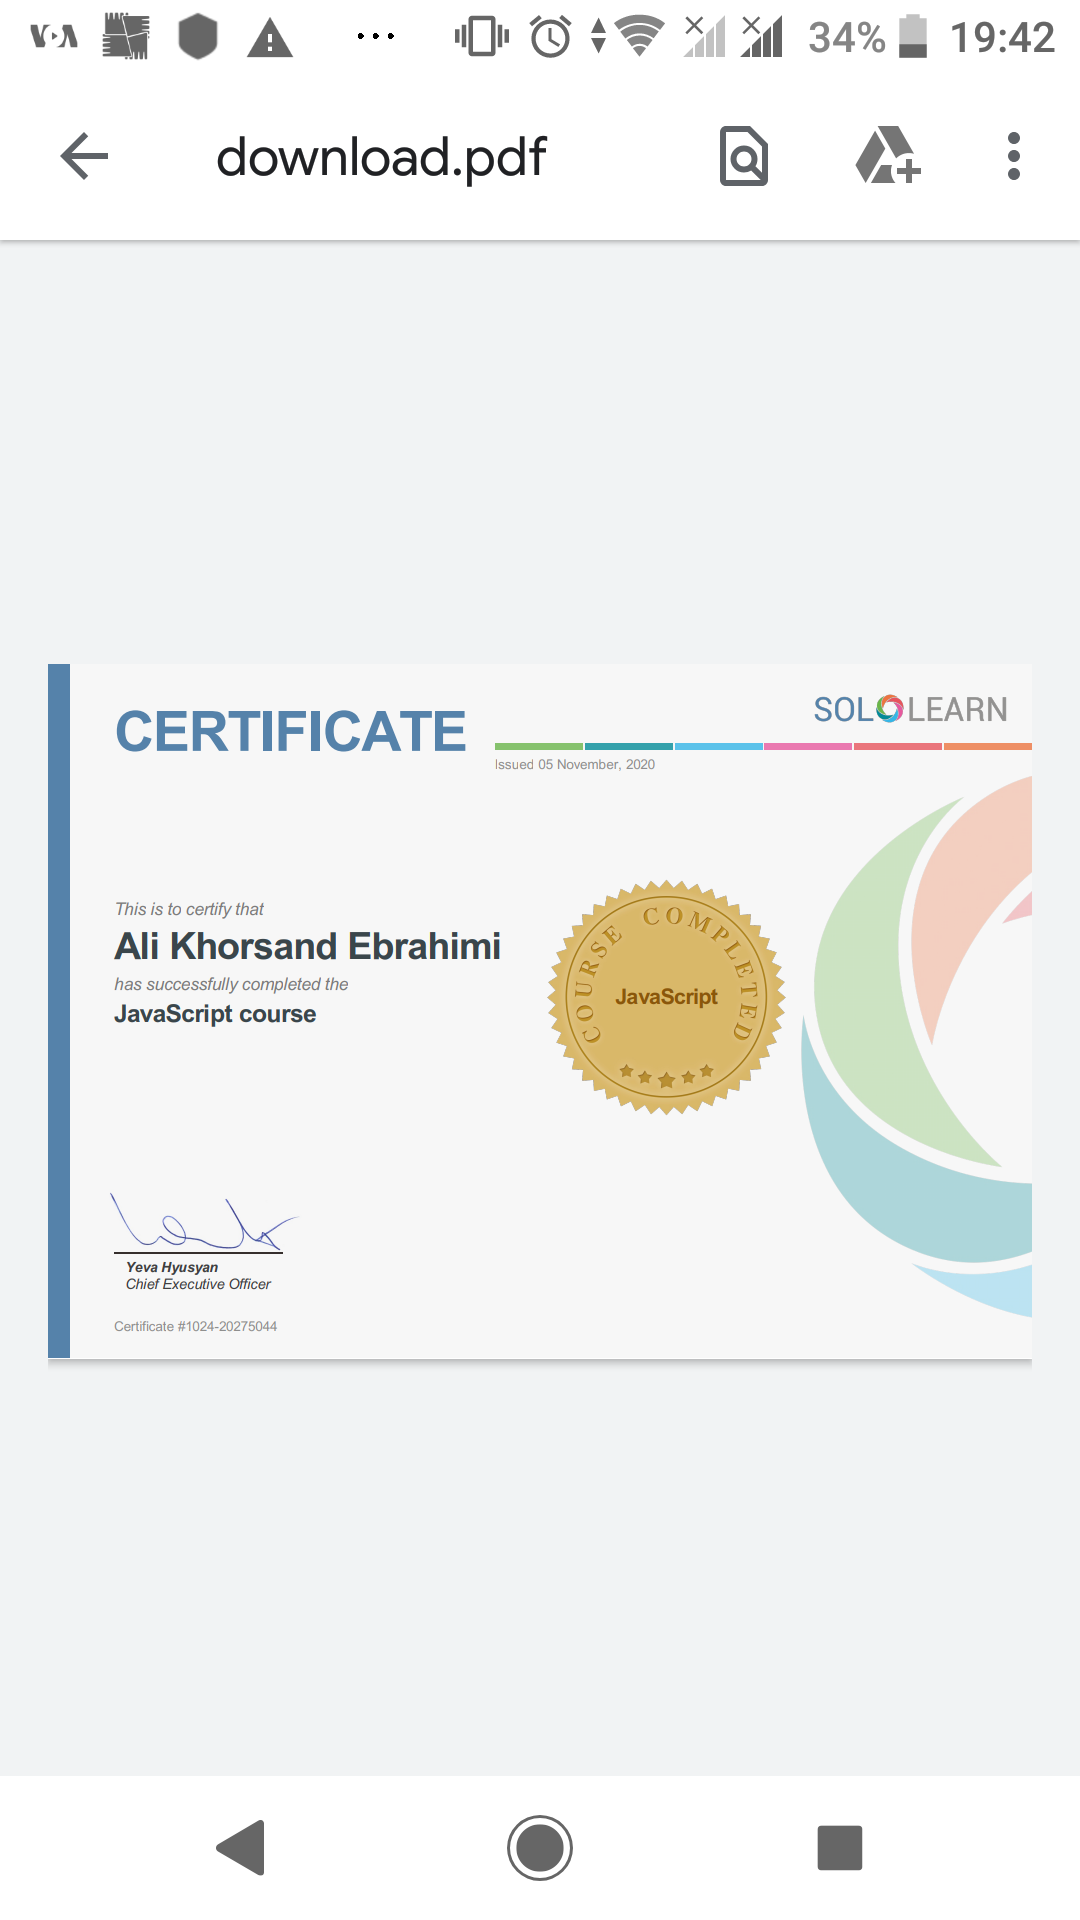 VOA
34% 19:42
download.pdf
CERTIFICATE
SOLOLEARN
Issued 05 November, 2020
This is to certify that
Ali Khorsand Ebrahimi
has successfully completed the
JavaScript course
COURSE COMPLETED
JavaScript
Yeva Hyusyan
Chief Executive Officer
Certificate #1024-20275044